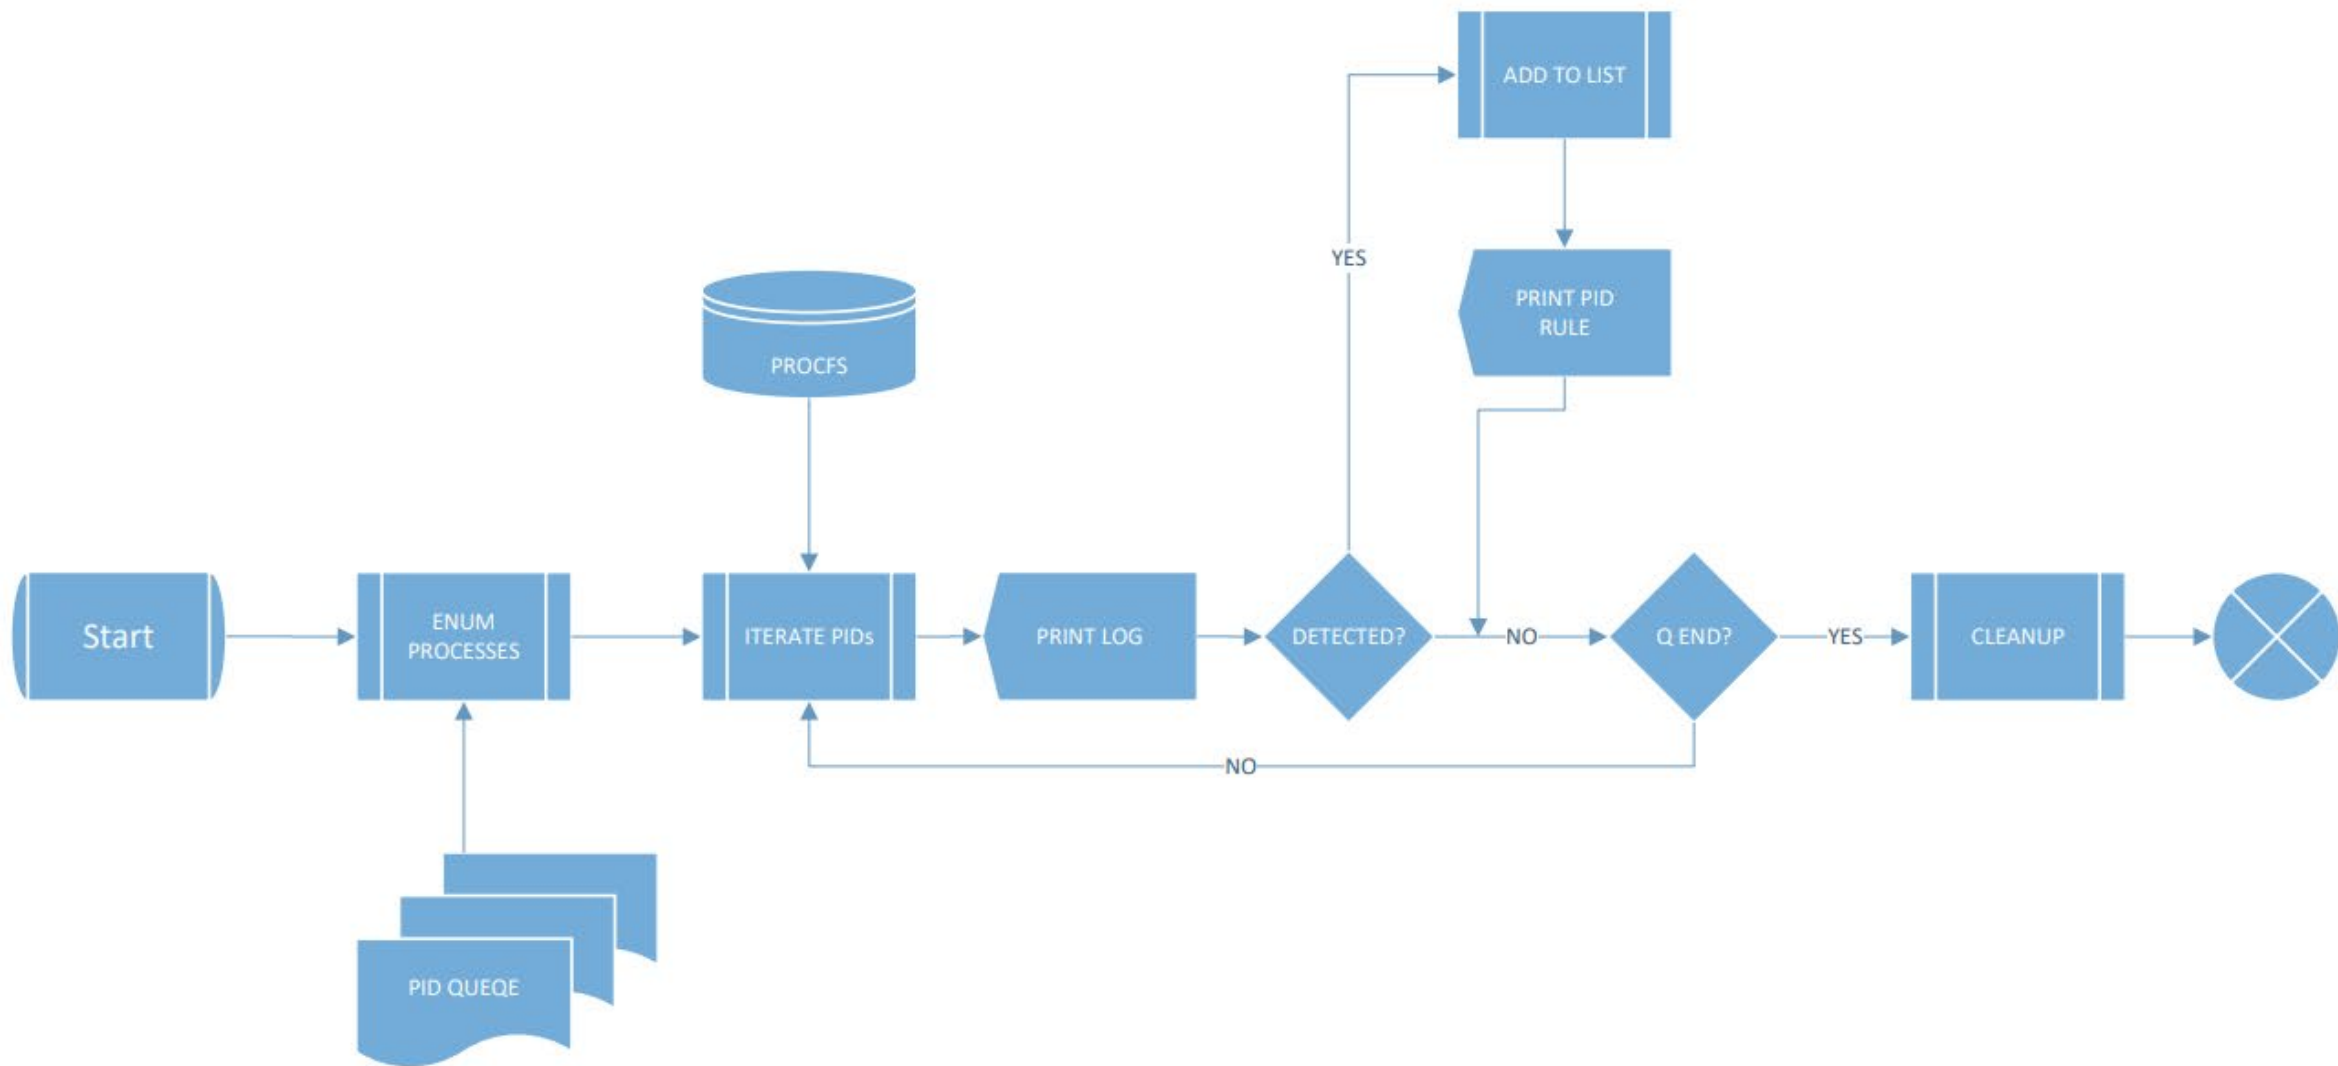 ADD TO LIST
YES
PRINT PID
RULE
PROCFS
Start
ENUM
PROCESSES
ITERATE PIDs
PRINT LOG
DETECTED?
NO
Q END?
YES
CLEANUP
NO
PID QUEQE